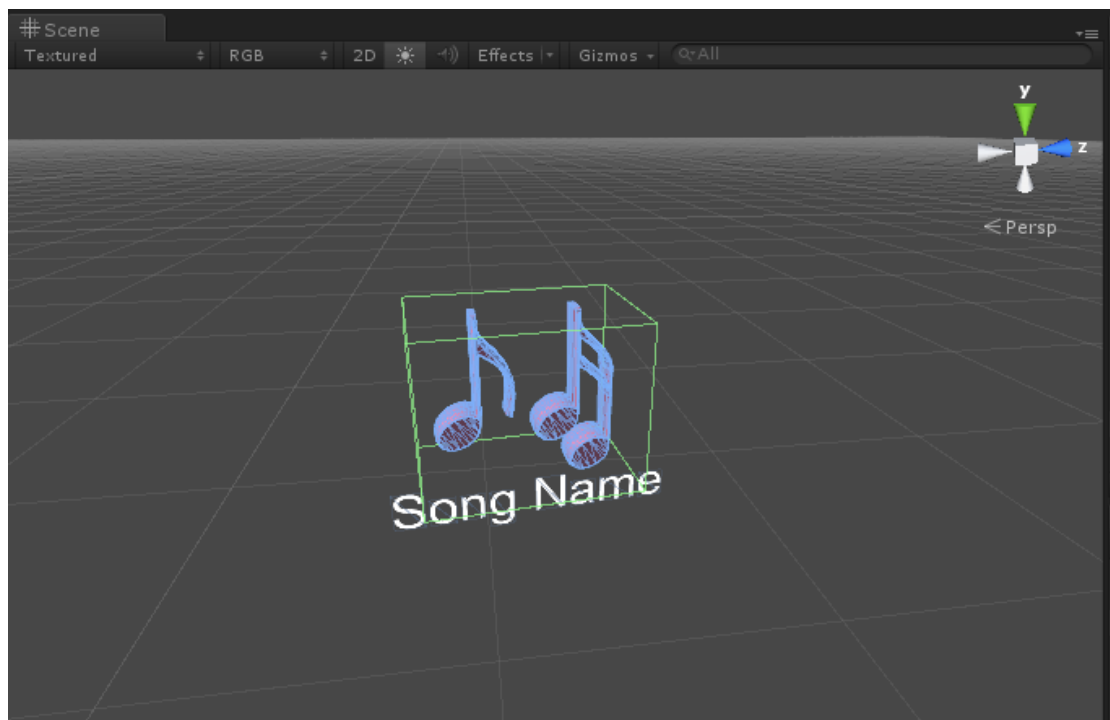 Scene
Textured RGB 2D Effects Gizmos All
y
z
Persp
Song Name